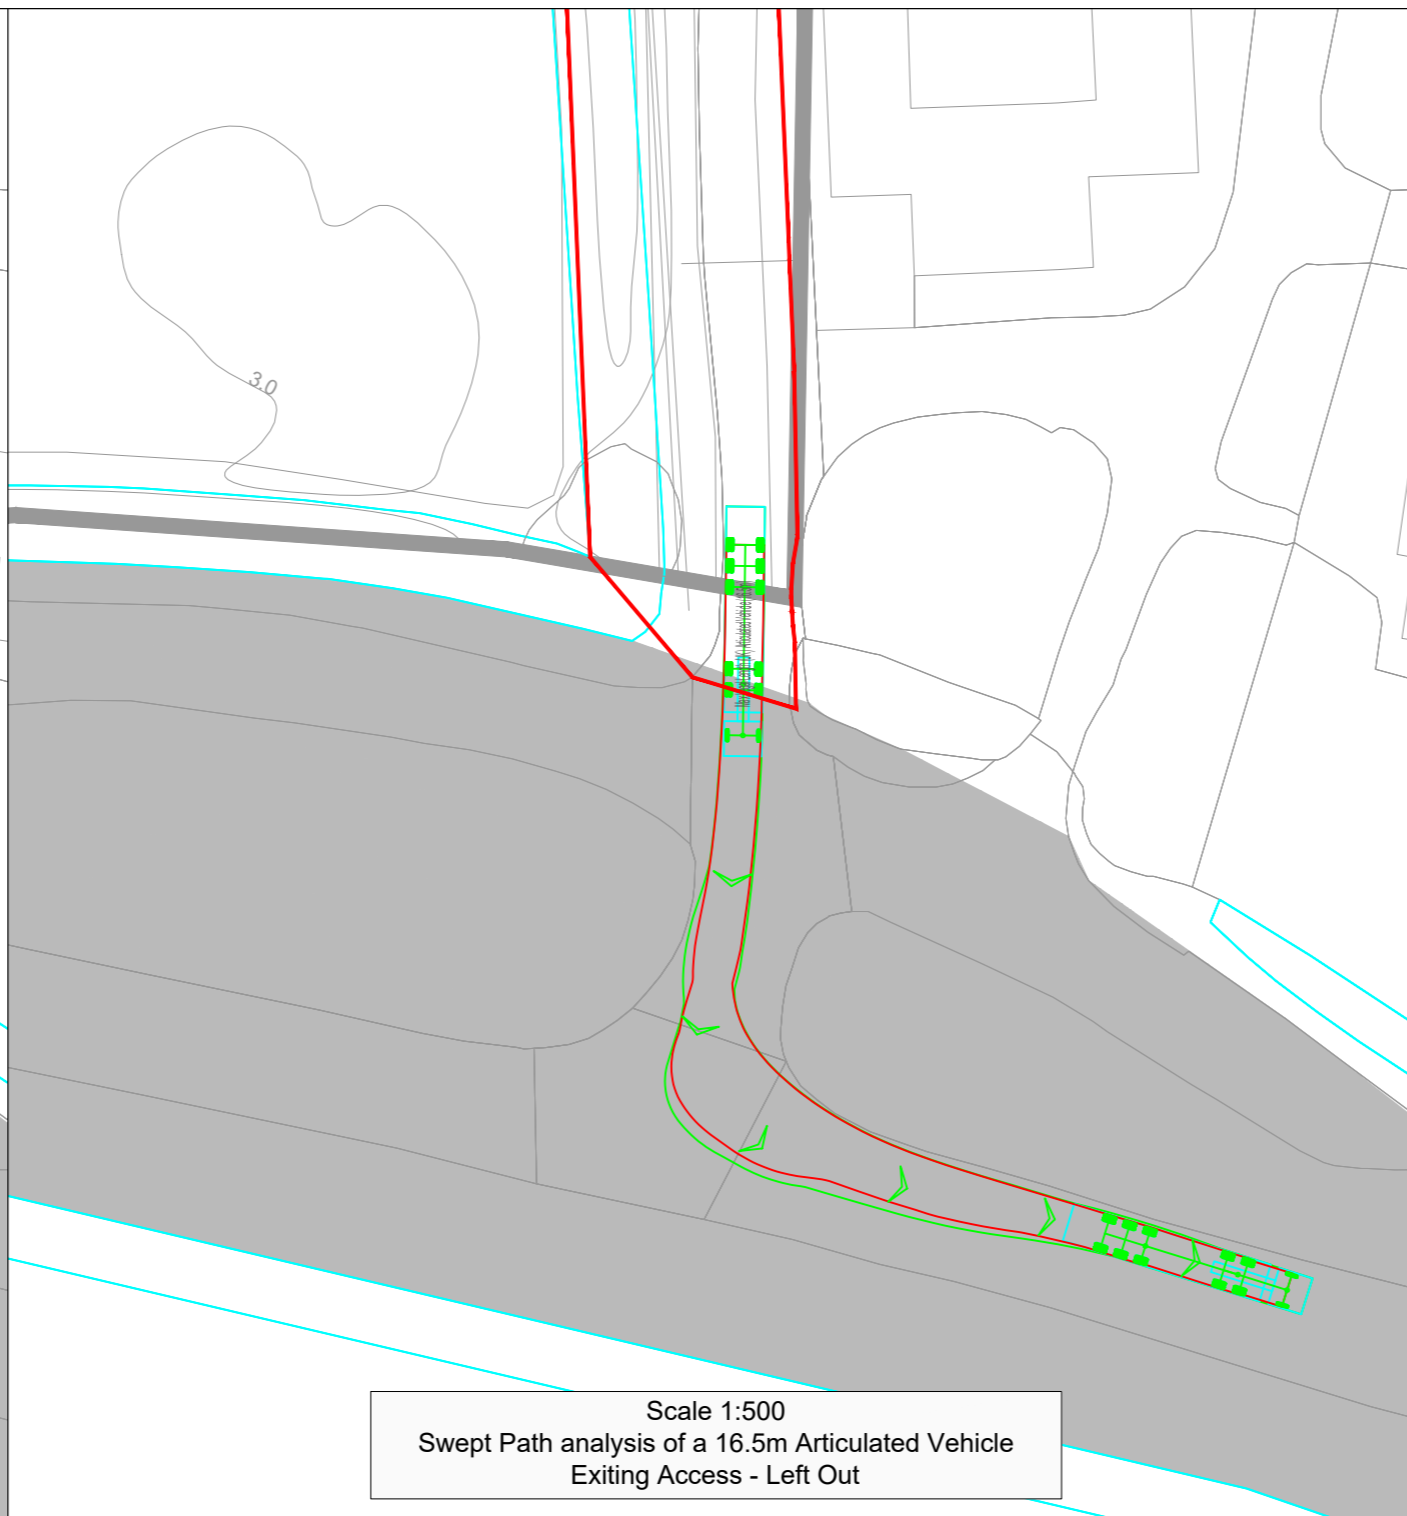 3.0
Scale 1:500
Swept Path analysis of a 16.5m Articulated Vehicle
Exiting Access - Left Out